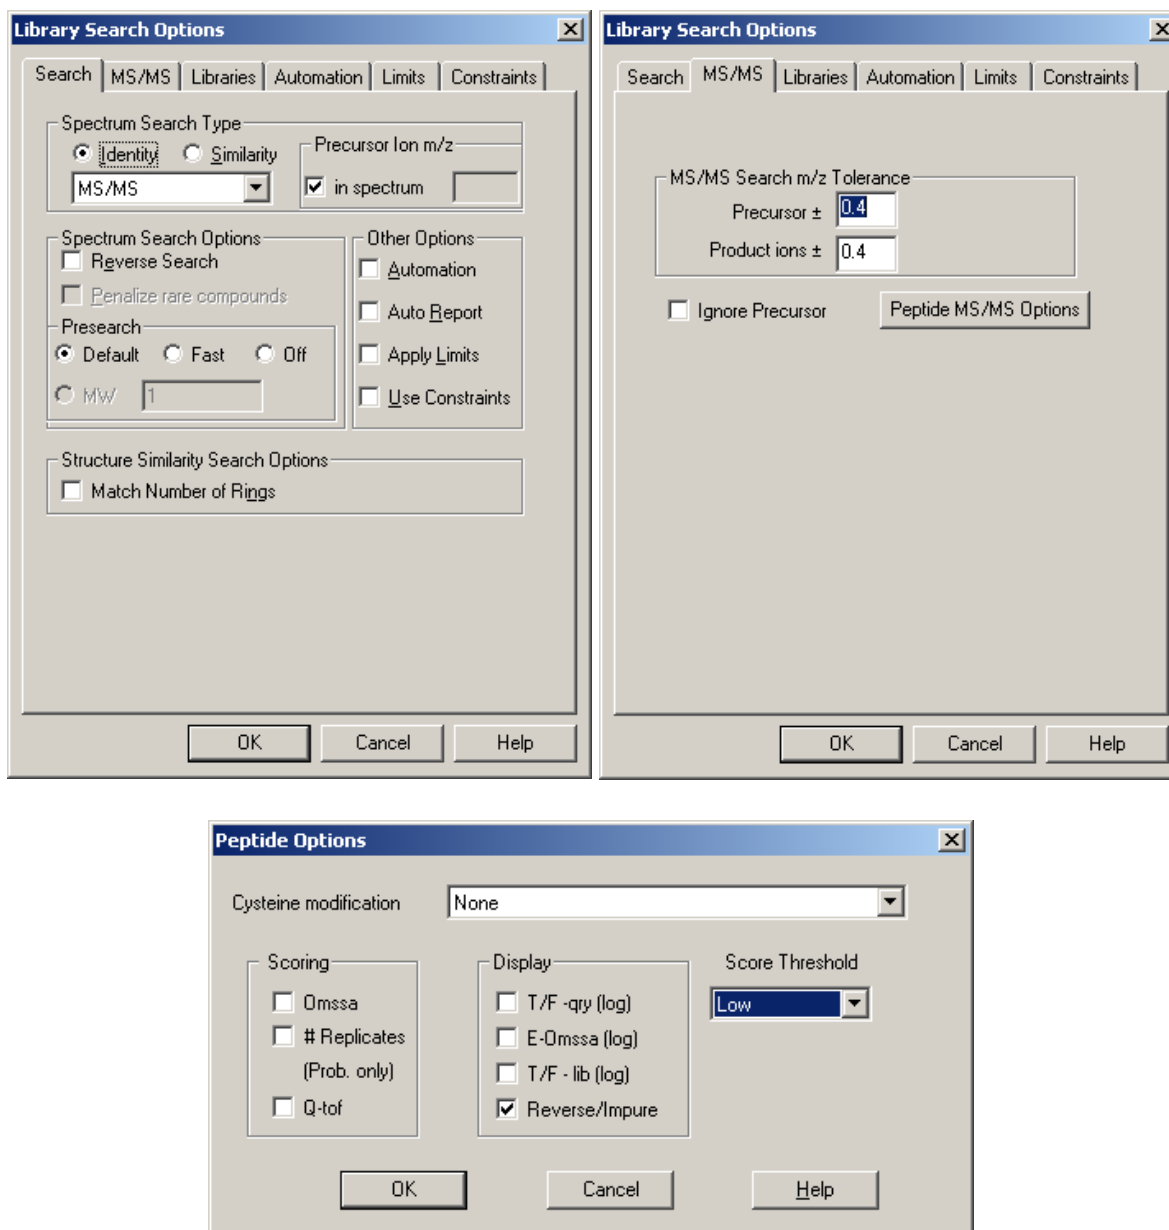 Library Search Options
Search MS/MS Libraries Automation Limits Constraints
Spectrum Search Type
Identity Similarity
MS/MS
Precursor Ion m/z
in spectrum
Spectrum Search Options
Reverse Search
Penalize rare compounds
Presearch
Default Fast Off
MW 1
Other Options
Automation
Auto Report
Apply Limits
Use Constraints
Structure Similarity Search Options
Match Number of Rings
OK Cancel Help
Library Search Options
Search MS/MS Libraries Automation Limits Constraints
MS/MS Search m/z Tolerance
Precursor ± 0.4
Product ions ± 0.4
Ignore Precursor Peptide MS/MS Options
OK Cancel Help
Peptide Options
Cysteine modification None
Scoring
Omssa
# Replicates
(Prob. only)
Q-tof
Display
T/F -qry (log)
E-Omssa (log)
T/F - lib (log)
Reverse/Impure
Score Threshold
Low
OK Cancel Help